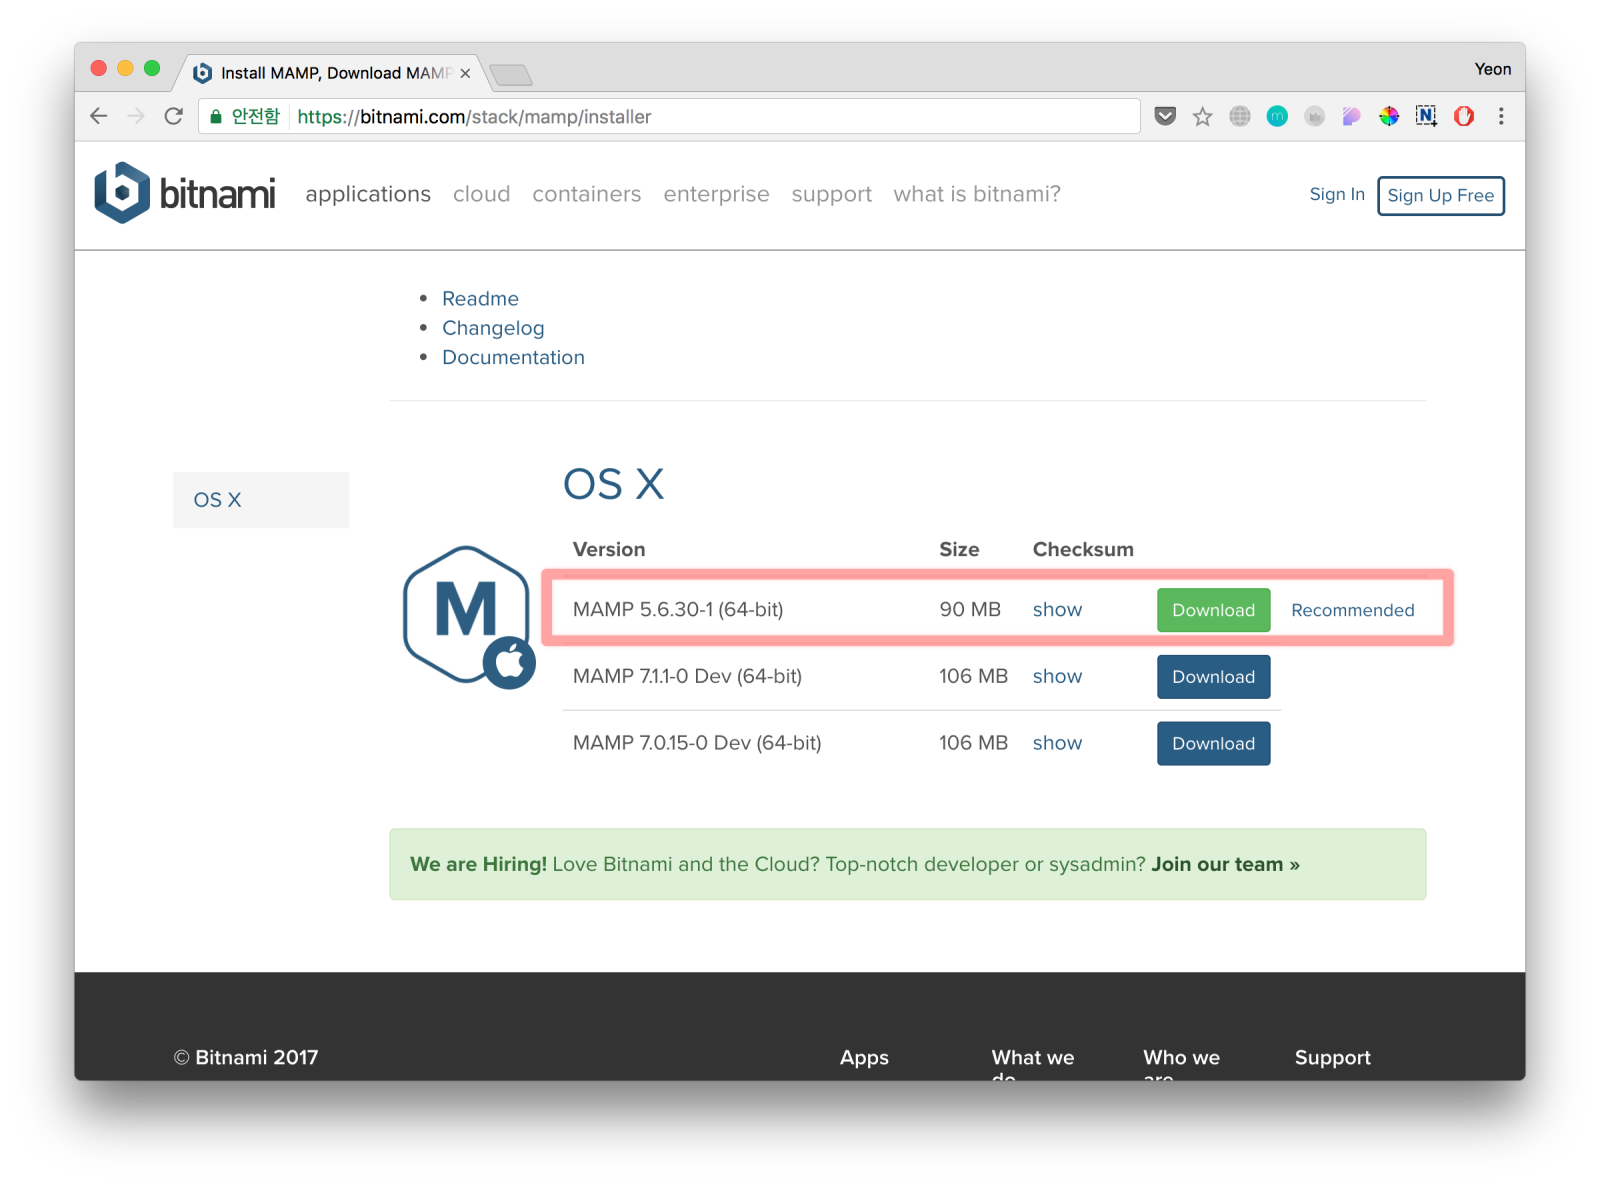 Install MAMP, Download MAMP
Yeon
안전함 https://bitnami.com/stack/mamp/installer
bitnami applications cloud containers enterprise support what is bitnami? Sign In Sign Up Free
Readme
Changelog
Documentation
OS X
OS X
Version Size Checksum
M
MAMP 5.6.30-1 (64-bit) 90 MB show Download Recommended
MAMP 7.1.1-0 Dev (64-bit) 106 MB show Download
MAMP 7.0.15-0 Dev (64-bit) 106 MB show Download
We are Hiring! Love Bitnami and the Cloud? Top-notch developer or sysadmin? Join our team »
© Bitnami 2017 Apps What we Who we Support